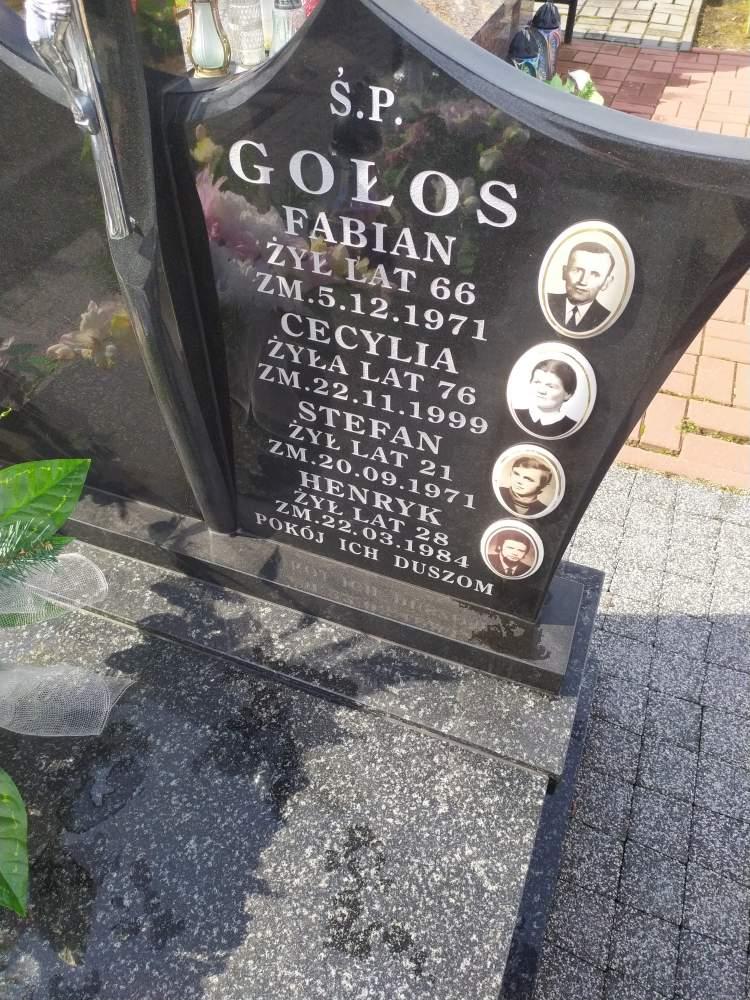 Ś.P.
GOŁOS
FABIAN
ŻYŁ LAT 66
ZM.5.12.1971
CECYLIA
ŻYŁA LAT 76
ZM.22.11.1999
STEFAN
ŻYŁ LAT 21
ZM.20.09.1971
HENRYK
ŻYŁ LAT 28
ZM.22.03.1984
POKÓJ ICH DUSZOM